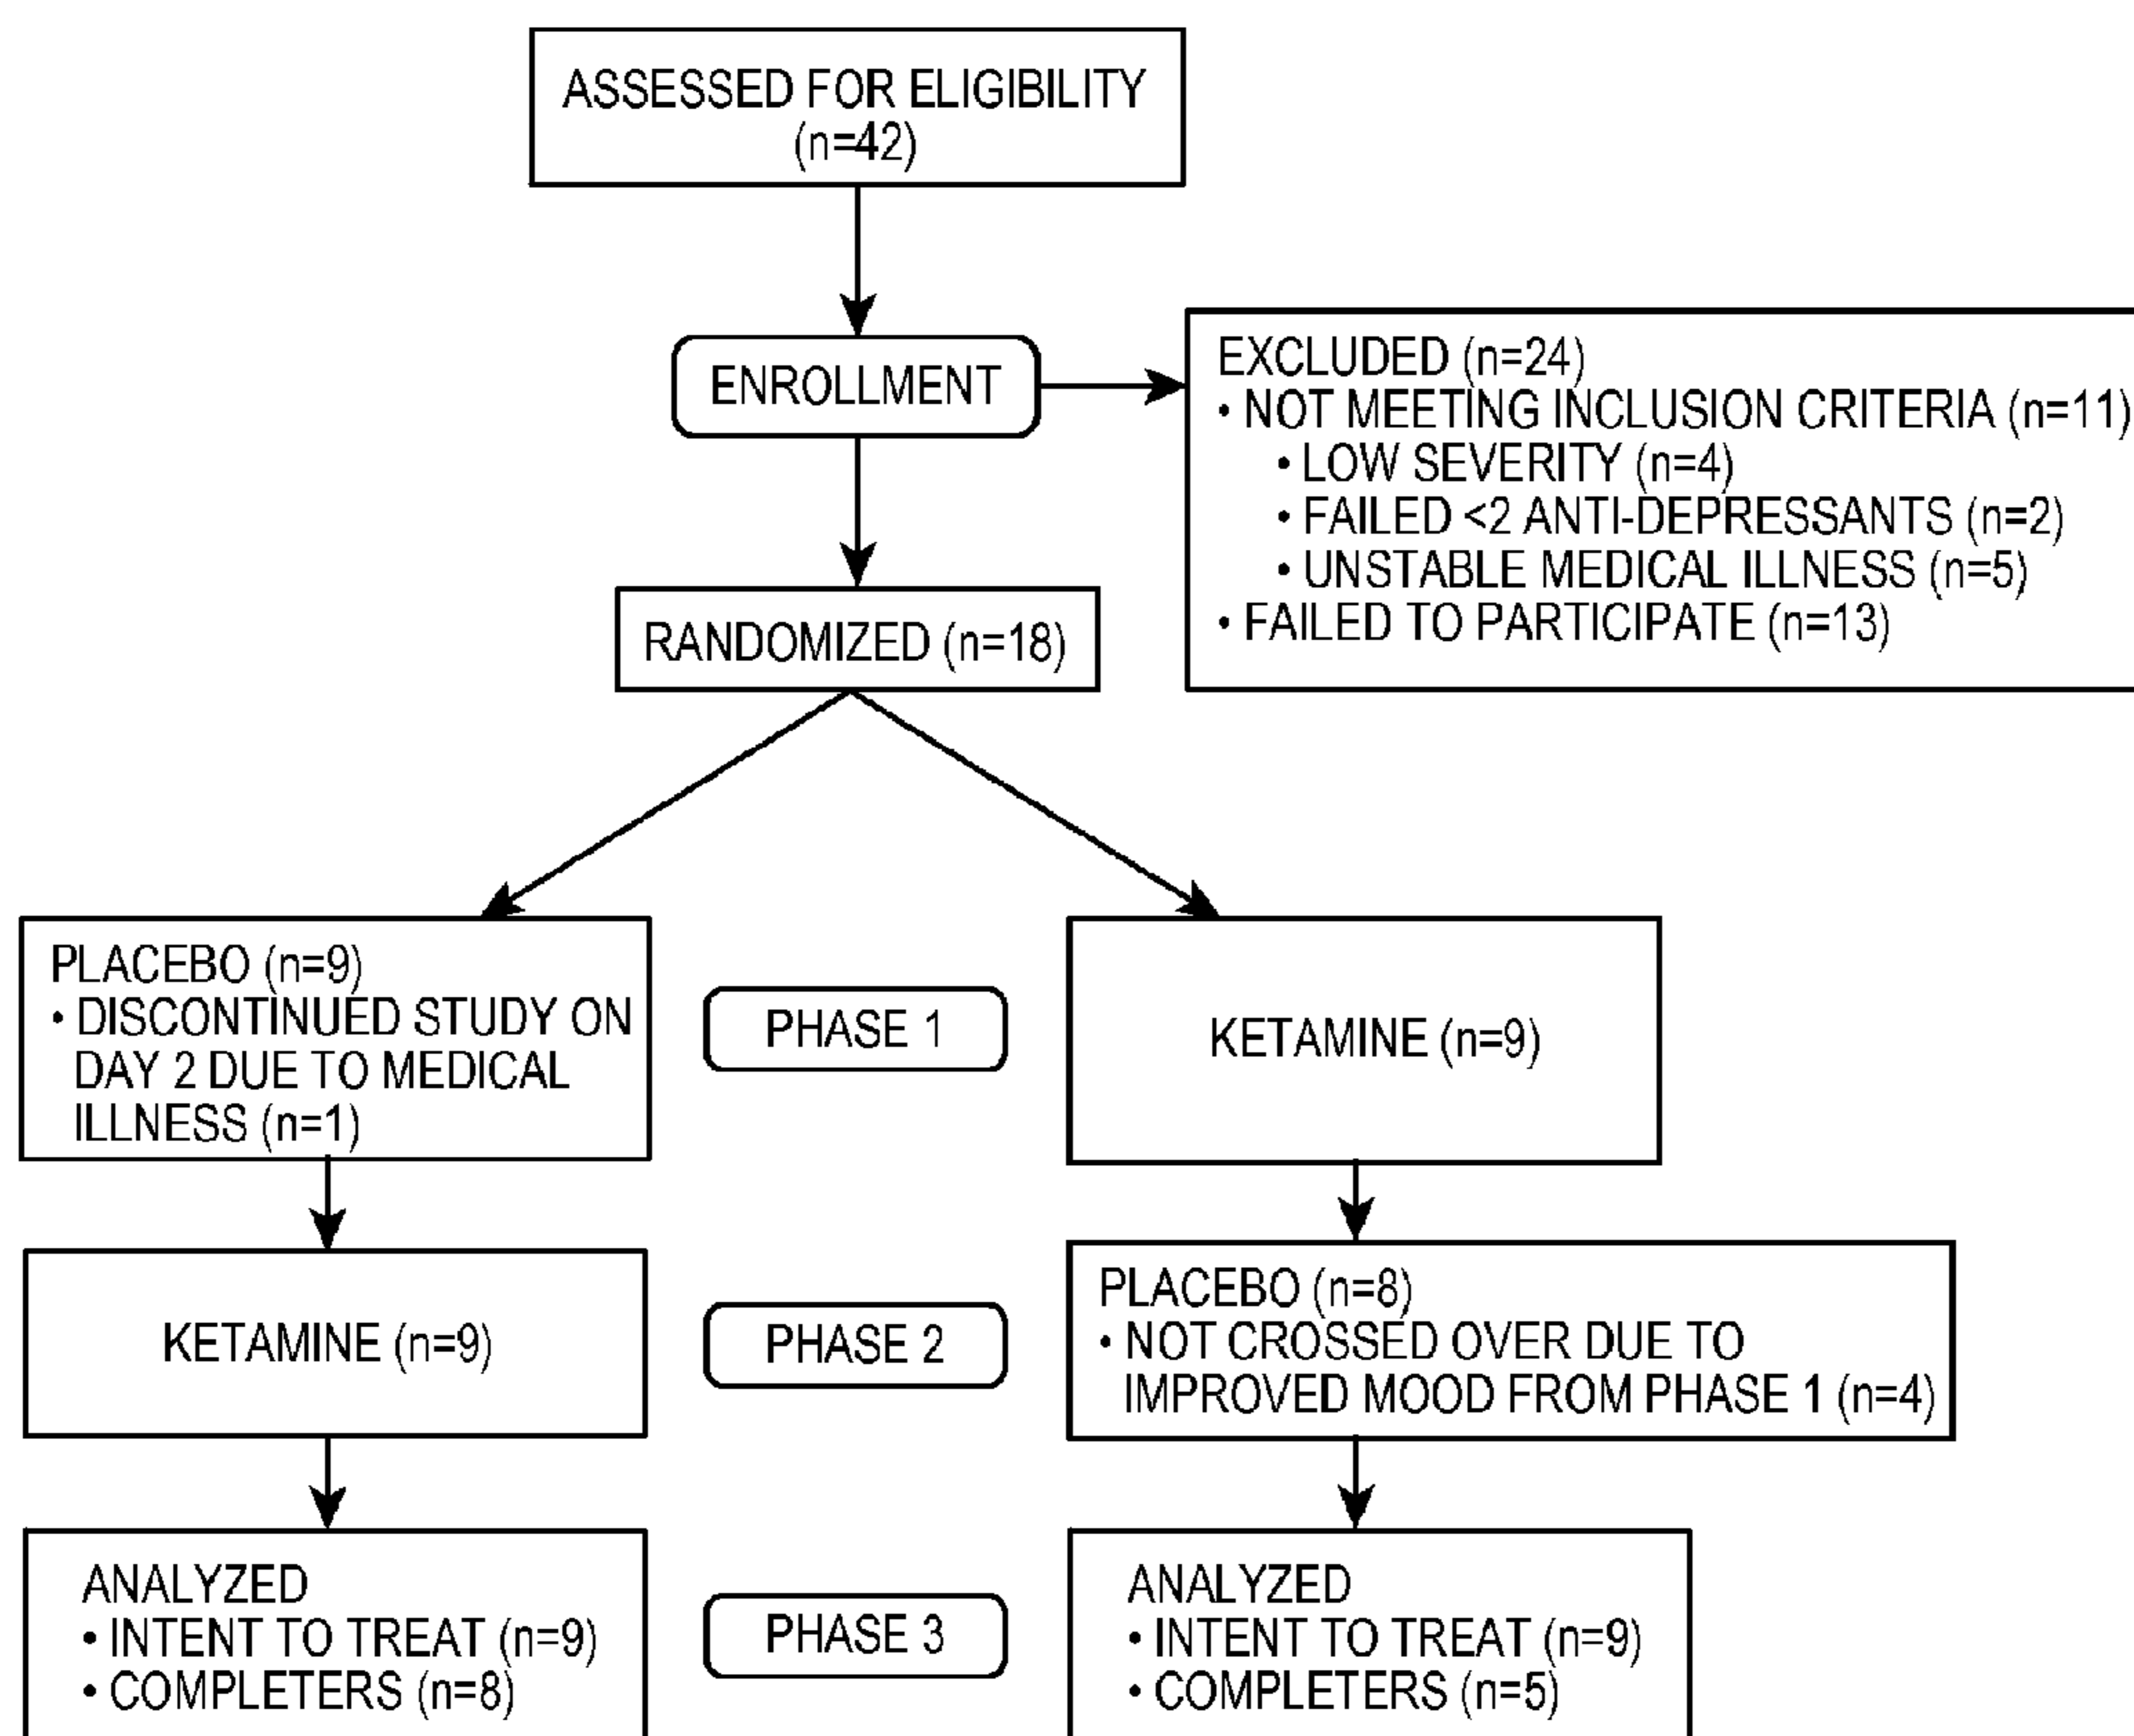 ASSESSED FOR ELIGIBILITY
(n=42)
ENROLLMENT
EXCLUDED (n=24)
• NOT MEETING INCLUSION CRITERIA (n=11)
• LOW SEVERITY (n=4)
• FAILED <2 ANTI-DEPRESSANTS (n=2)
• UNSTABLE MEDICAL ILLNESS (n=5)
• FAILED TO PARTICIPATE (n=13)
RANDOMIZED (n=18)
PLACEBO (n=9)
• DISCONTINUED STUDY ON
DAY 2 DUE TO MEDICAL
ILLNESS (n=1)
PHASE 1
KETAMINE (n=9)
KETAMINE (n=9)
PHASE 2
PLACEBO (n=8)
• NOT CROSSED OVER DUE TO
IMPROVED MOOD FROM PHASE 1 (n=4)
ANALYZED
• INTENT TO TREAT (n=9)
• COMPLETERS (n=8)
PHASE 3
ANALYZED
• INTENT TO TREAT (n=9)
• COMPLETERS (n=5)